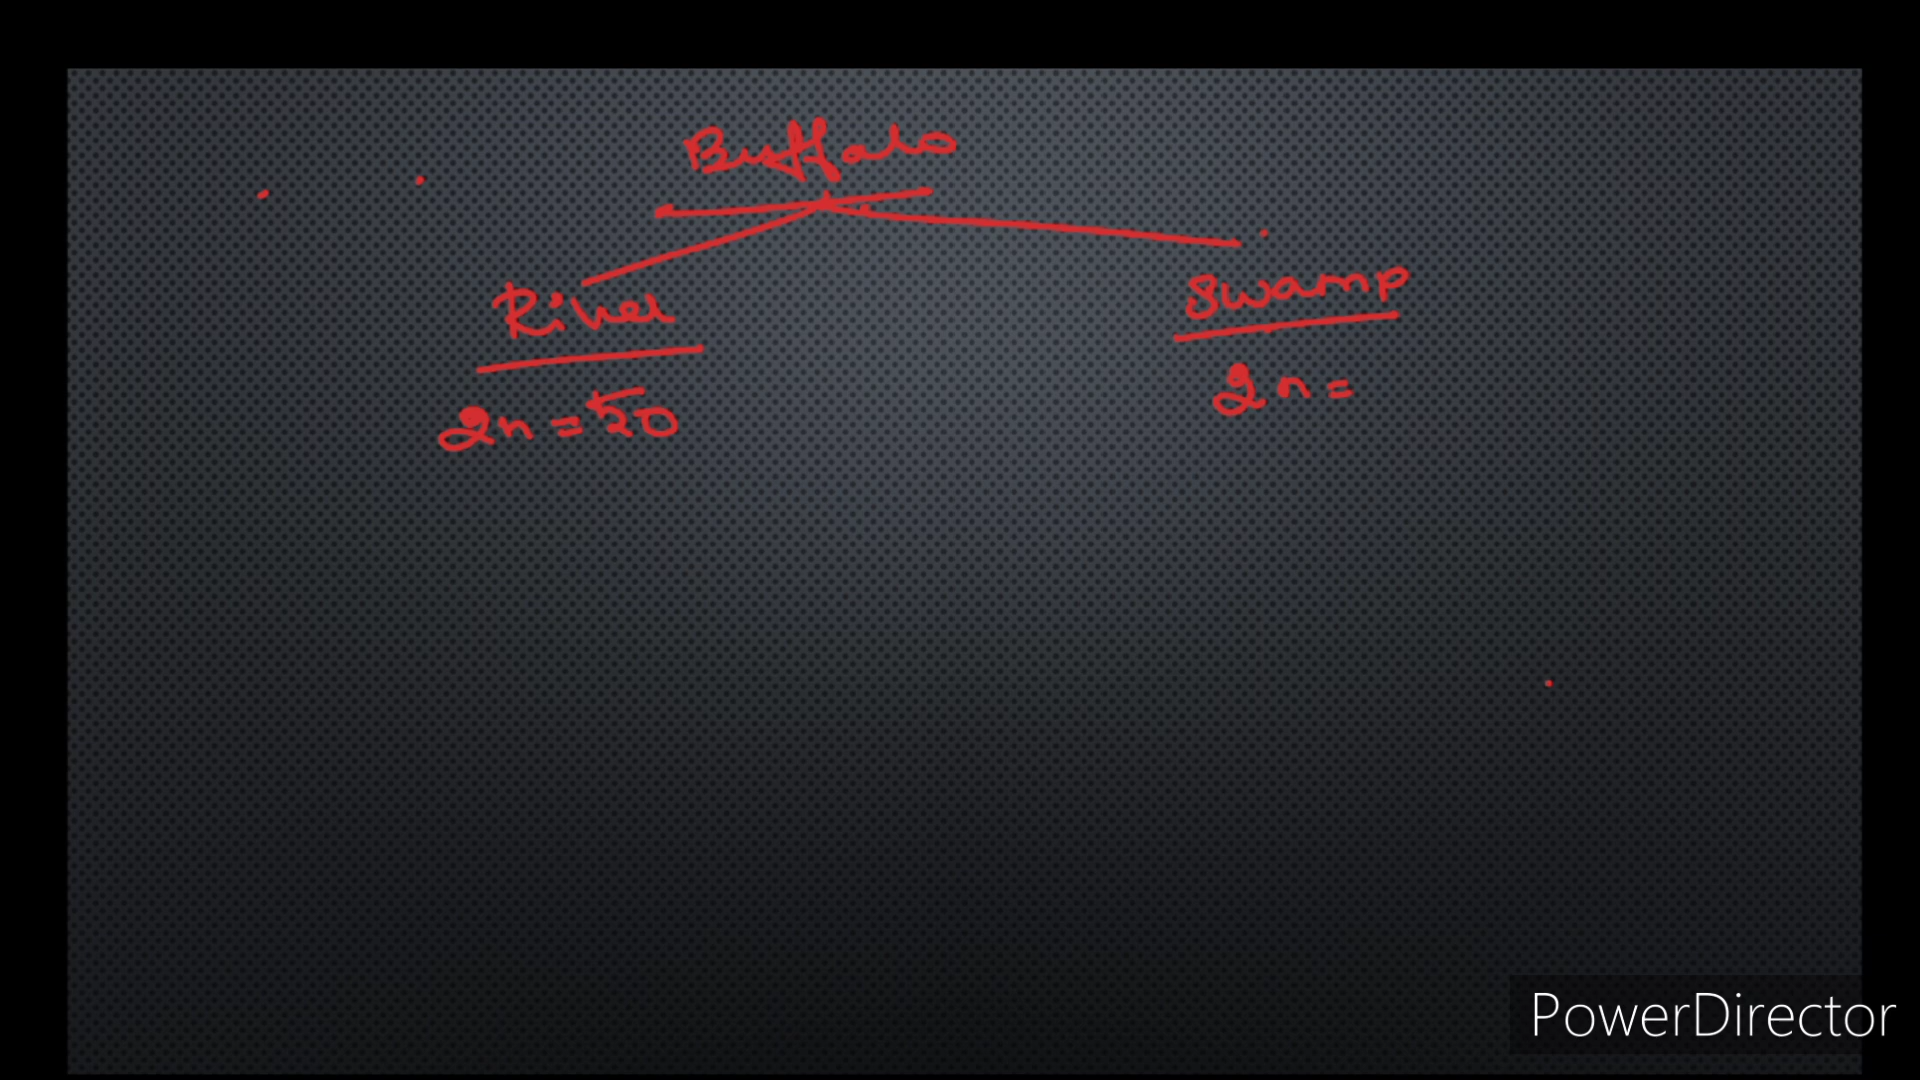 Buffalo
River
Swamp
2n = 50
2n =
PowerDirector